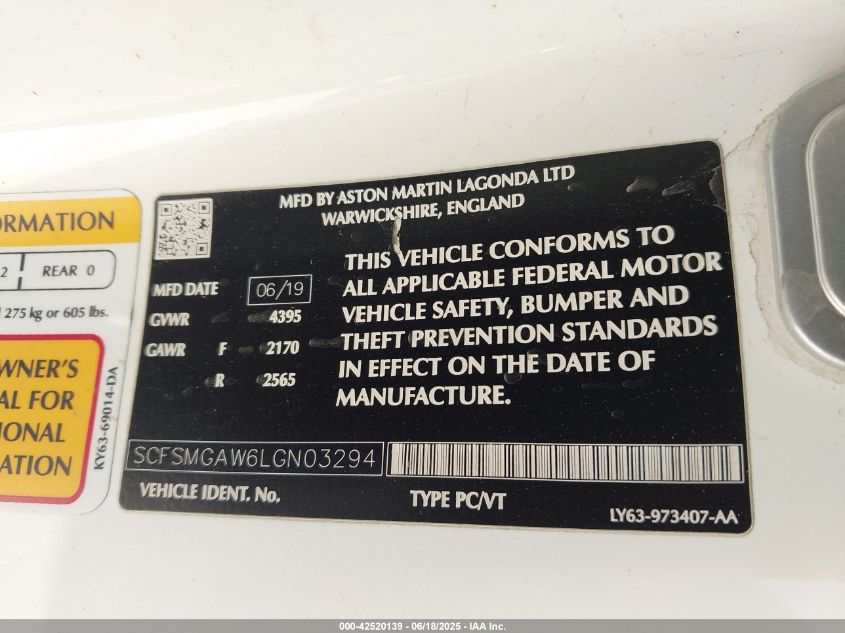 ORMATION
2 REAR 0
275 kg or 605 lbs.
WNER'S
AL FOR
IONAL
ATION
KY63-69014-DA
MFD BY ASTON MARTIN LAGONDA LTD
WARWICKSHIRE, ENGLAND
MFD DATE 06/19
GVWR 4395
GAWR F 2170
R 2565
THIS VEHICLE CONFORMS TO
ALL APPLICABLE FEDERAL MOTOR
VEHICLE SAFETY, BUMPER AND
THEFT PREVENTION STANDARDS
IN EFFECT ON THE DATE OF
MANUFACTURE.
SCFSMGAW6LGN03294
VEHICLE IDENT. No.
TYPE PC/VT
LY63-973407-AA
000-42520139 - 06/18/2025 - IAA Inc.